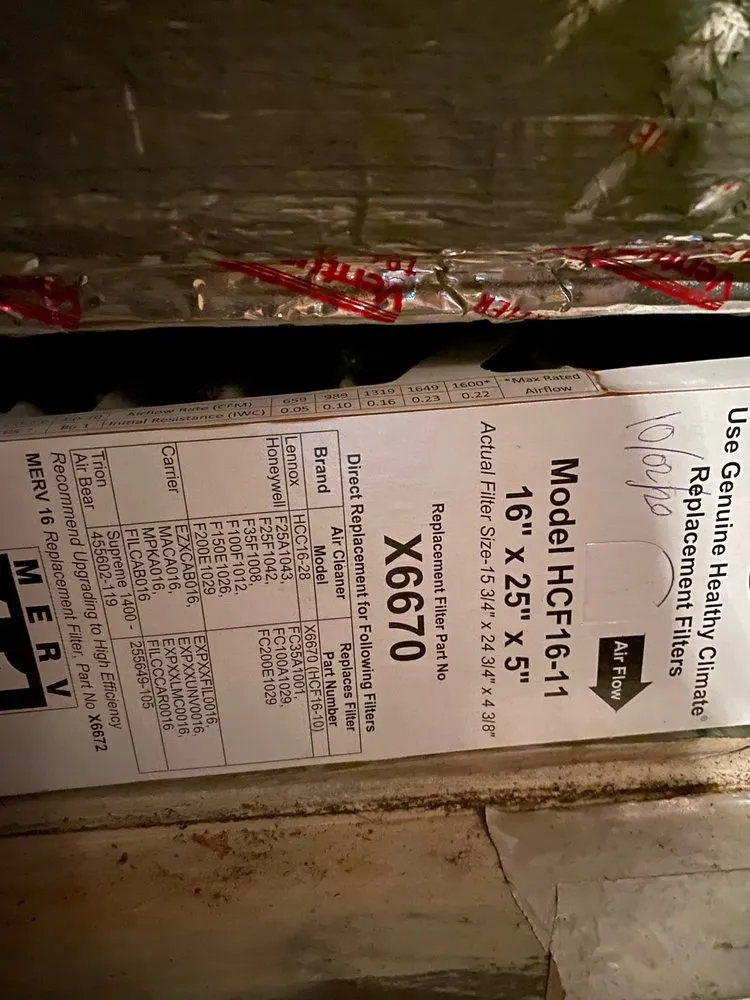 Use Genuine Healthy Climate®
Replacement Filters
10/02/20
Air Flow
Model HCF16-11
16" x 25" x 5"
Actual Filter Size-15 3/4" x 24 3/4" x 4 3/8"
Replacement Filter Part No
X6670
Direct Replacement for Following Filters
Brand
Air Cleaner Model
Replaces Filter Part Number
Lennox HCC16-28 X6670 (HCF16-10)
Honeywell F25A1043, FC35A1001,
F25F1042, FC100A1029,
F35F1008, FC200E1029
F100F1012,
F150E1026,
F200E1029
Carrier EZXCAB016, EXPXXFIL0016,
MACA016, EXPXXUNV0016,
MPKA016, EXPXXLMC0016,
FILCAB016 FILCCCAR0016
Trion Supreme 1400 - 255649-105
Air Bear 455602-119
Recommend Upgrading to High Efficiency
MERV 16 Replacement Filter, Part No X6672
MERV
*Max Rated Airflow
Airflow Rate (CFM) 659 989 1319 1649 1600*
Initial Resistance (IWC) 0.05 0.10 0.16 0.23 0.22